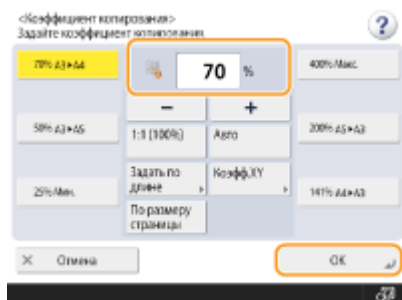 <Коэффициент копирования>
Задайте коэффициент копирования.
?
70% A3▸A4
70 %
400% Макс.
− +
50% A3▸A5
1:1 (100%)
Авто
200% A5▸A3
25% Мин.
Задать по длине
Коэфф.XY
141% A4▸A3
По размеру страницы
× Отмена
OK